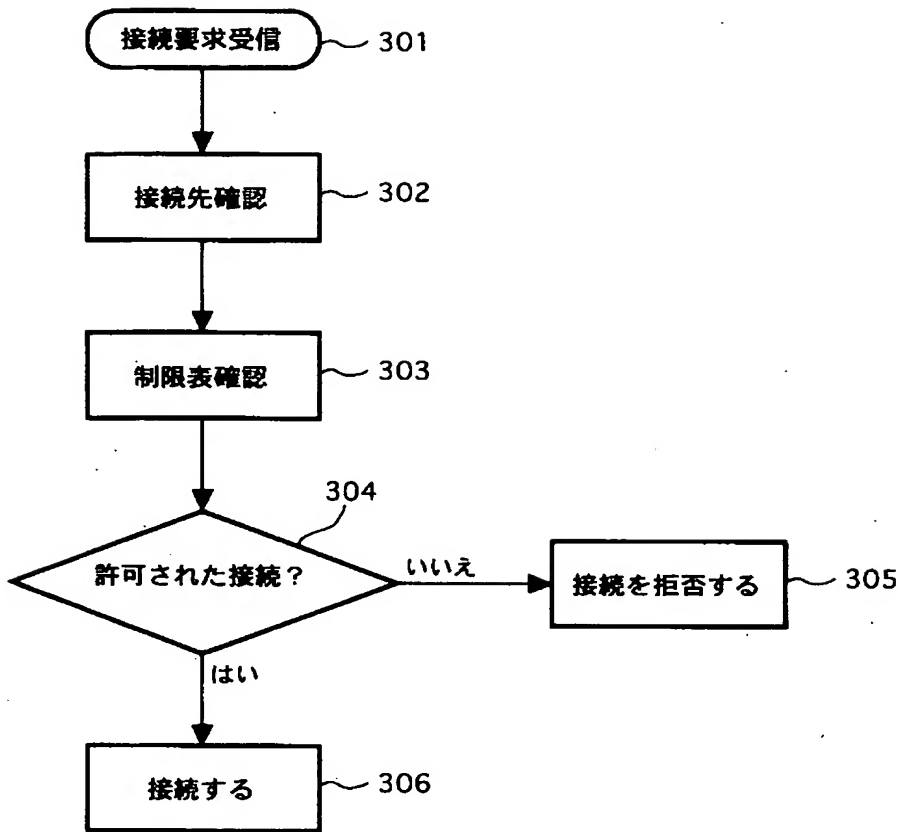 接続要求受信
301
接続先確認
302
制限表確認
303
304
許可された接続？
いいえ
接続を拒否する
305
はい
接続する
306